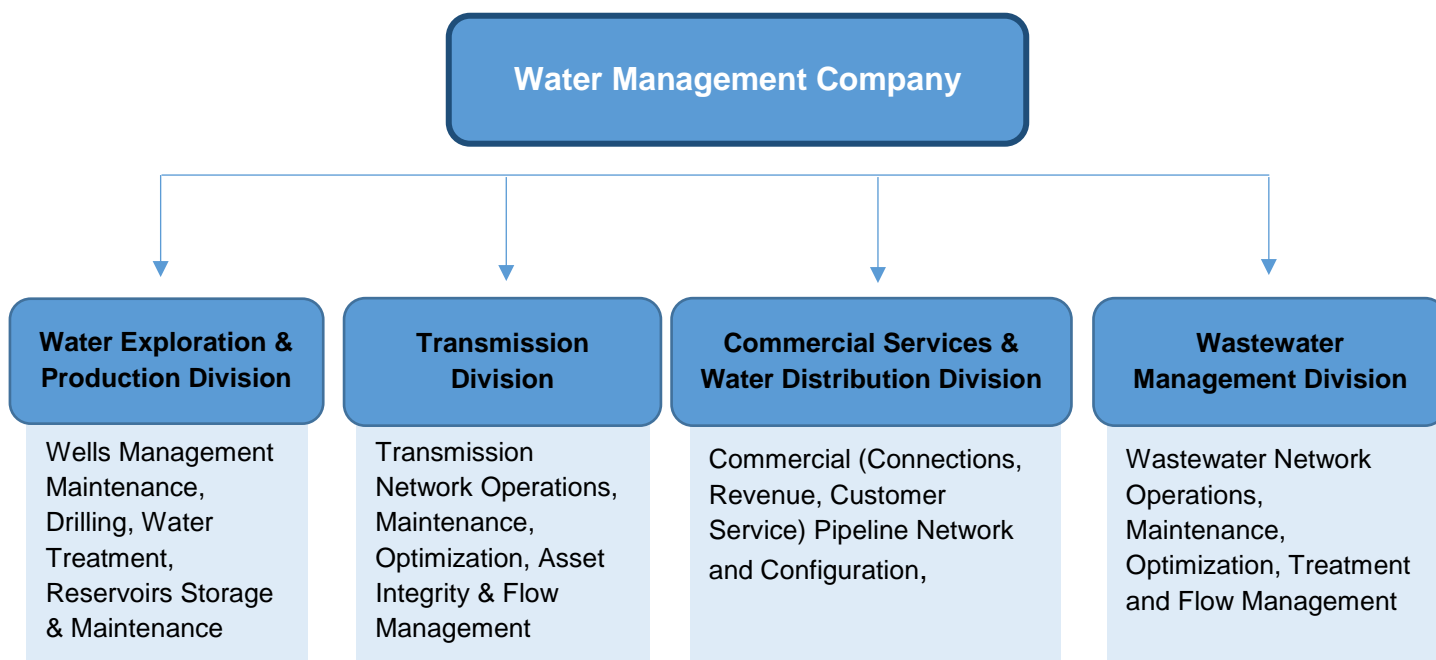 Water Management Company
Water Exploration &
Production Division
Wells Management
Maintenance,
Drilling, Water
Treatment,
Reservoirs Storage
& Maintenance
Transmission
Division
Transmission
Network Operations,
Maintenance,
Optimization, Asset
Integrity & Flow
Management
Commercial Services &
Water Distribution Division
Commercial (Connections,
Revenue, Customer
Service) Pipeline Network
and Configuration,
Wastewater
Management Division
Wastewater Network
Operations,
Maintenance,
Optimization, Treatment
and Flow Management